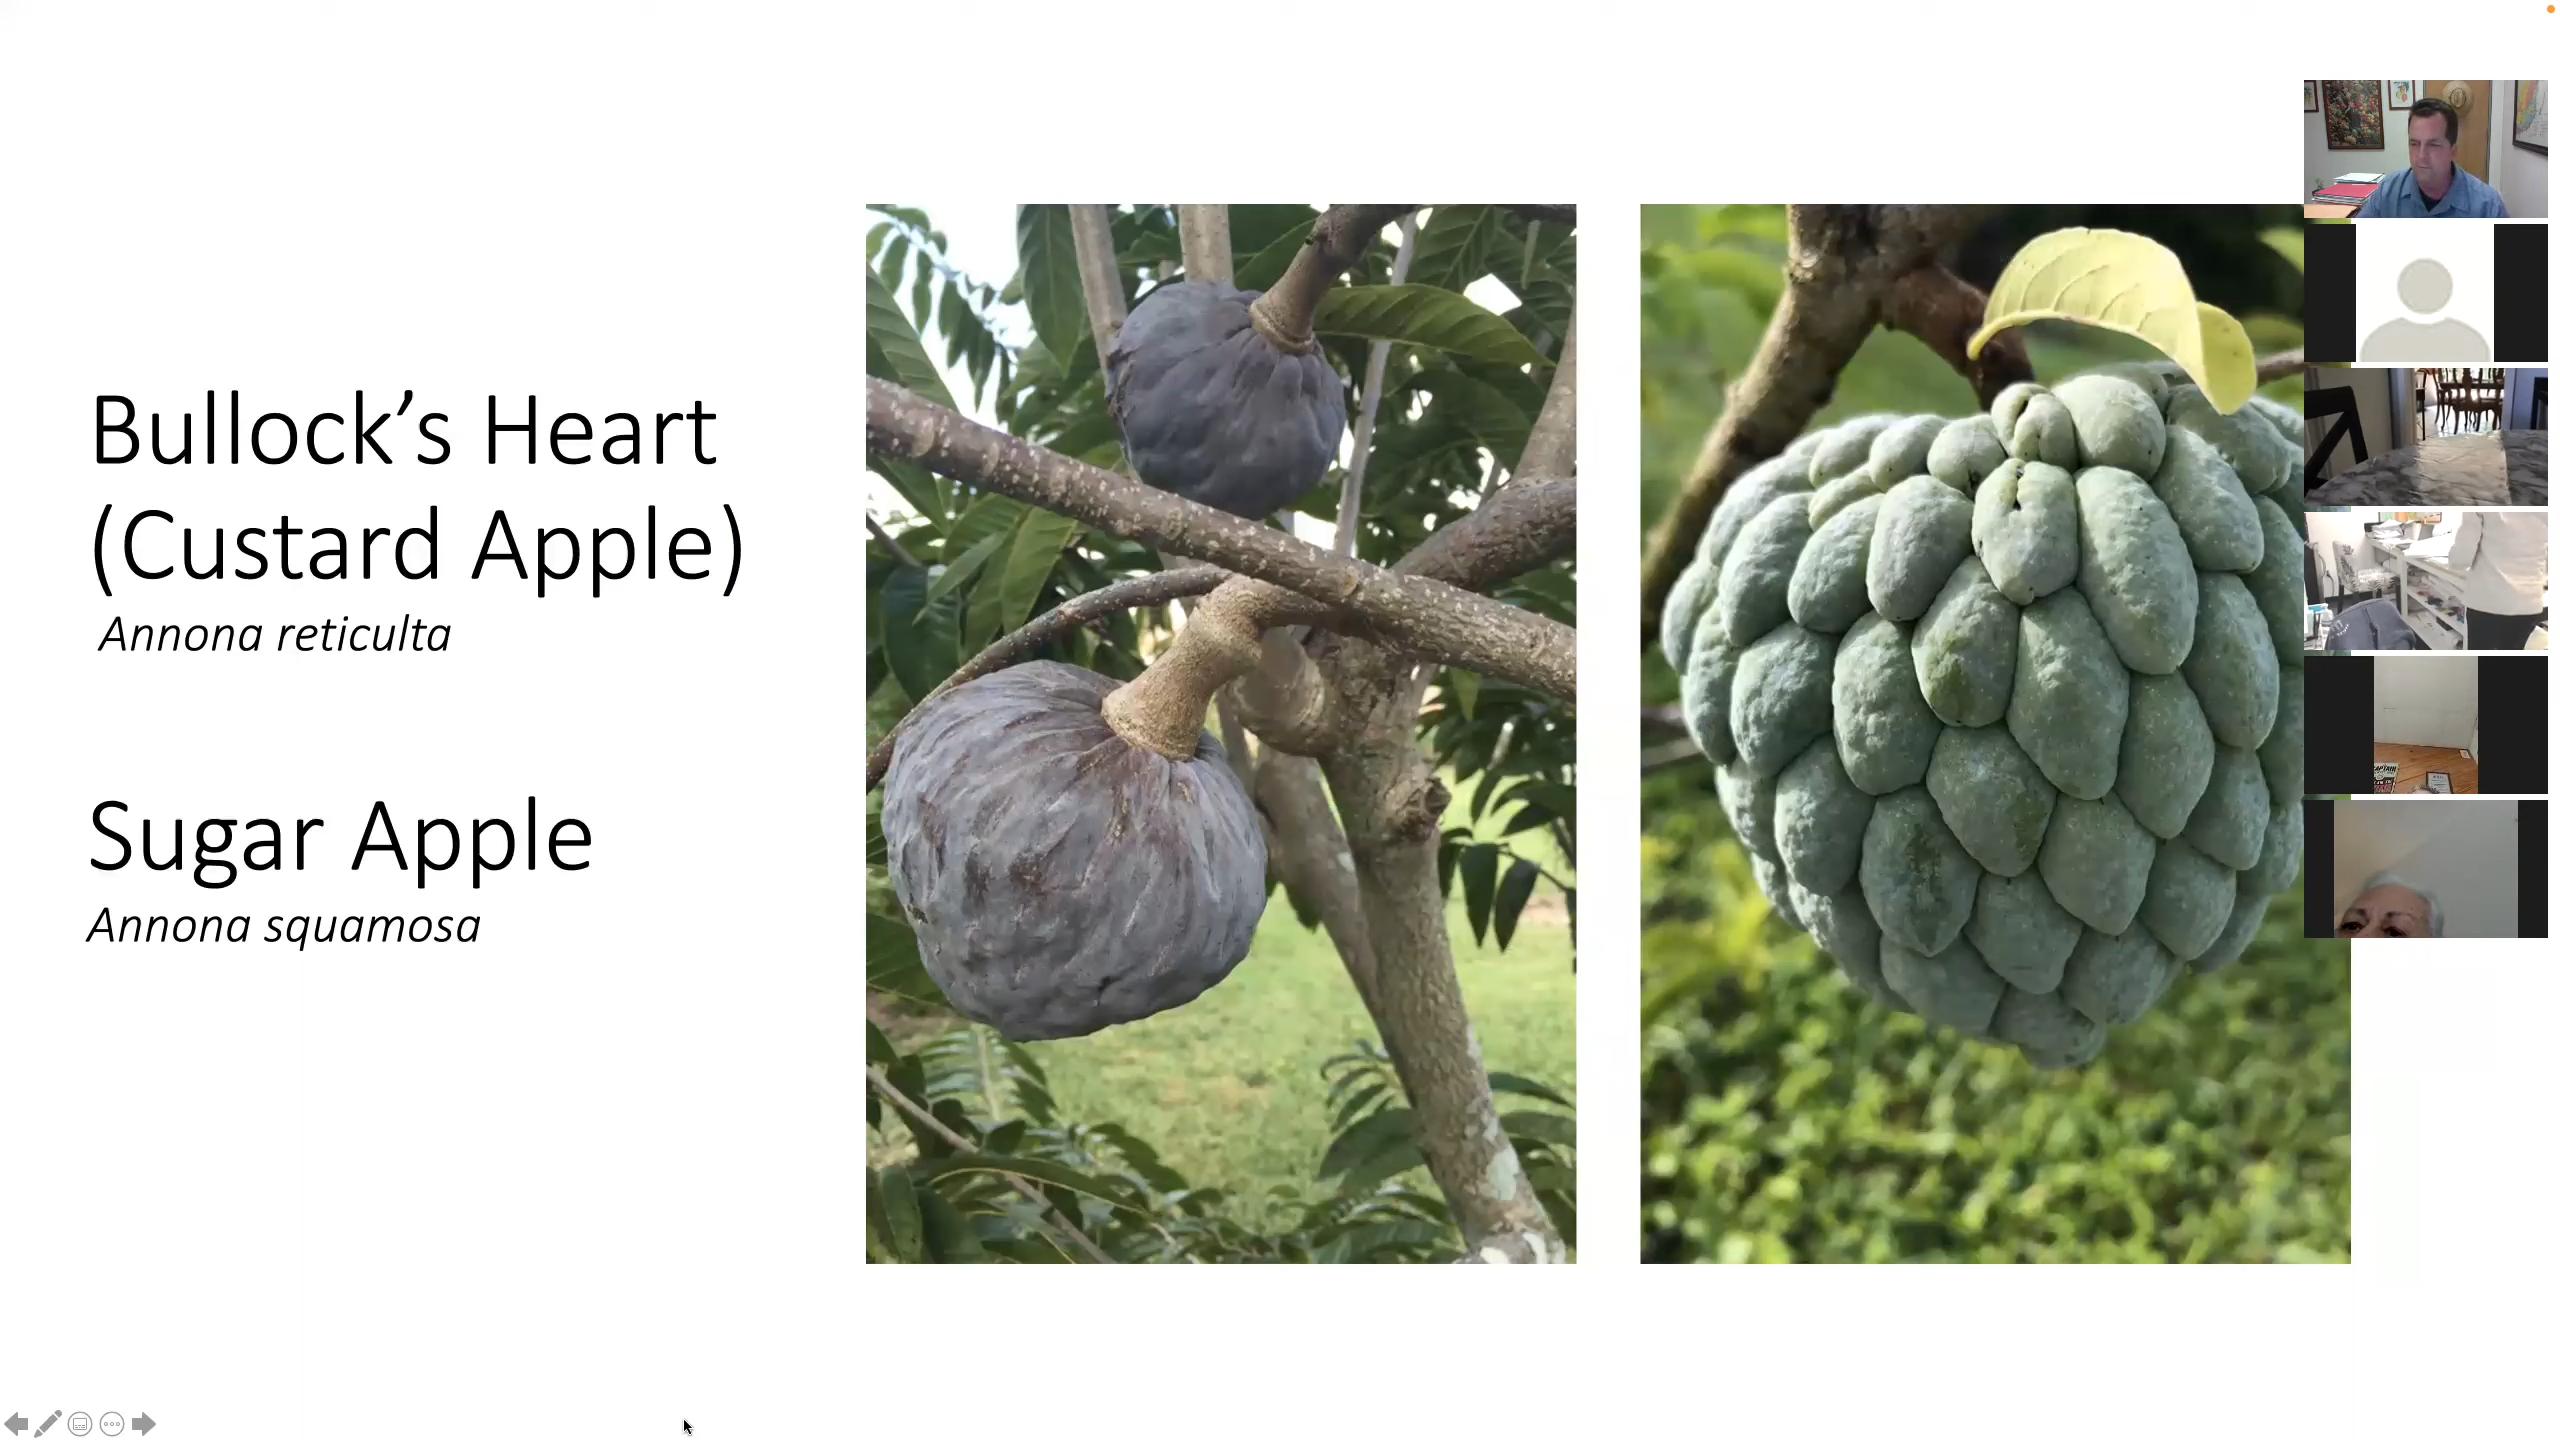 Bullock’s Heart
(Custard Apple)
Annona reticulta
Sugar Apple
Annona squamosa